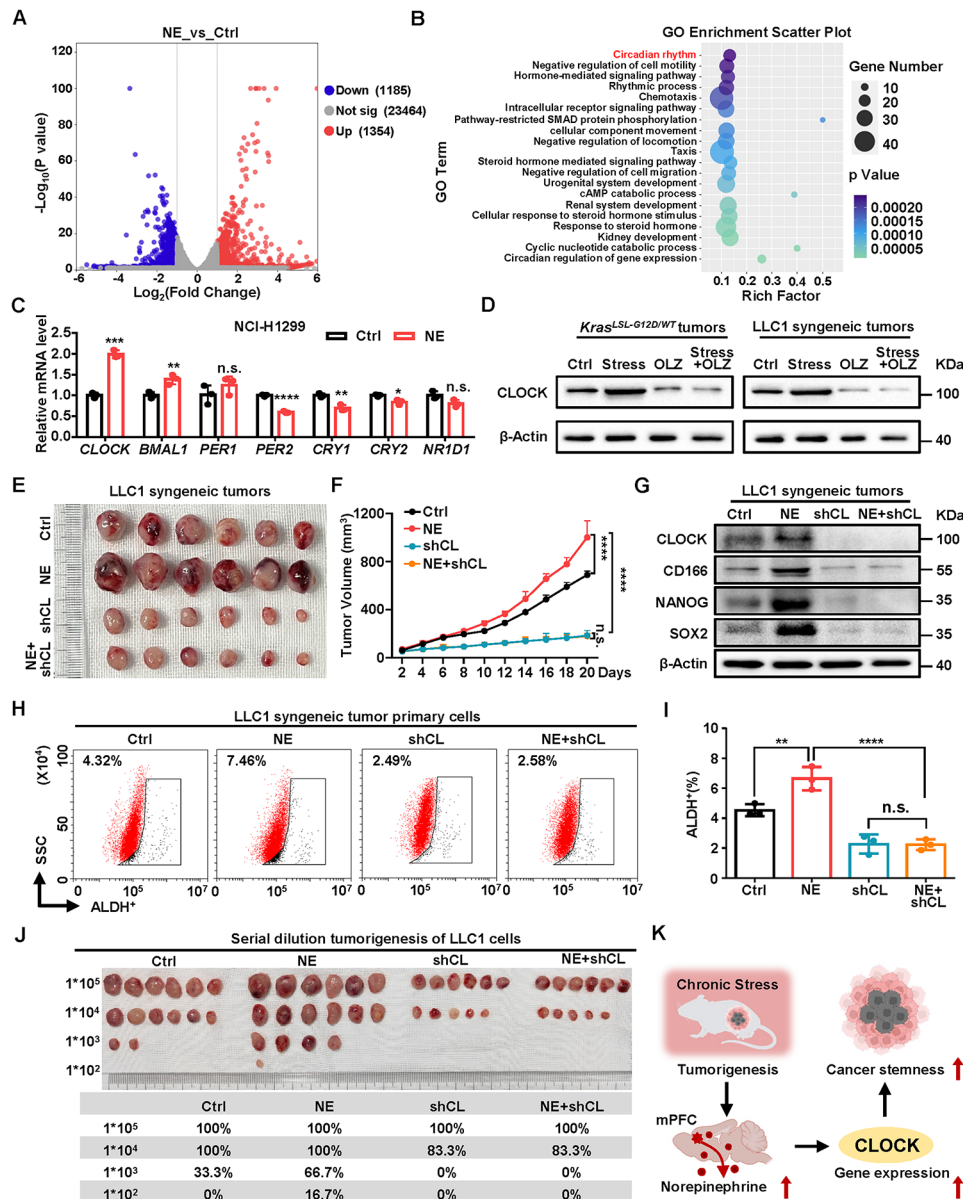 A
NE_vs_Ctrl
-Log10(P value)
120
100
80
60
40
20
0
-6 -4 -2 0 2 4 6
Log2(Fold Change)
Down (1185)
Not sig (23464)
Up (1354)
B
GO Enrichment Scatter Plot
GO Term
Circadian rhythm
Negative regulation of cell motility
Hormone-mediated signaling pathway
Rhythmic process
Chemotaxis
Intracellular receptor signaling pathway
Pathway-restricted SMAD protein phosphorylation
cellular component movement
Negative regulation of locomotion
Taxis
Steroid hormone mediated signaling pathway
Negative regulation of cell migration
Urogenital system development
cAMP catabolic process
Renal system development
Cellular response to steroid hormone stimulus
Response to steroid hormone
Kidney development
Cyclic nucleotide catabolic process
Circadian regulation of gene expression
0.1 0.2 0.3 0.4 0.5
Rich Factor
Gene Number
10
20
30
40
p Value
0.00020
0.00015
0.00010
0.00005
C
NCI-H1299
Ctrl NE
Relative mRNA level
2.5
2.0
1.5
1.0
0.5
0.0
*** ** n.s. **** ** * n.s.
CLOCK BMAL1 PER1 PER2 CRY1 CRY2 NR1D1
D
KrasLSL-G12D/WT tumors
LLC1 syngeneic tumors
Ctrl Stress OLZ Stress +OLZ
Ctrl Stress OLZ Stress +OLZ
KDa
CLOCK
100
β-Actin
40
E
LLC1 syngeneic tumors
Ctrl
NE
shCL
NE+ shCL
F
Tumor Volume (mm3)
1200
800
400
0
Ctrl
NE
shCL
NE+shCL
****
****
n.s.
2 4 6 8 10 12 14 16 18 20 Days
G
LLC1 syngeneic tumors
Ctrl NE shCL NE+shCL
KDa
CLOCK
100
CD166
55
NANOG
35
SOX2
35
β-Actin
40
H
LLC1 syngeneic tumor primary cells
Ctrl NE shCL NE+shCL
4.32% 7.46% 2.49% 2.58%
(X104)
100
50
0
SSC
105 107 105 107 105 107 105 107
ALDH+
I
ALDH+(%)
10
8
6
4
2
0
** ****
n.s.
Ctrl NE shCL NE+ shCL
J
Serial dilution tumorigenesis of LLC1 cells
Ctrl NE shCL NE+shCL
1*105
1*104
1*103
1*102
Ctrl NE shCL NE+shCL
1*105 100% 100% 100% 100%
1*104 100% 100% 83.3% 83.3%
1*103 33.3% 66.7% 0% 0%
1*102 0% 16.7% 0% 0%
K
Chronic Stress
Tumorigenesis
mPFC
Norepinephrine
Cancer stemness
CLOCK
Gene expression